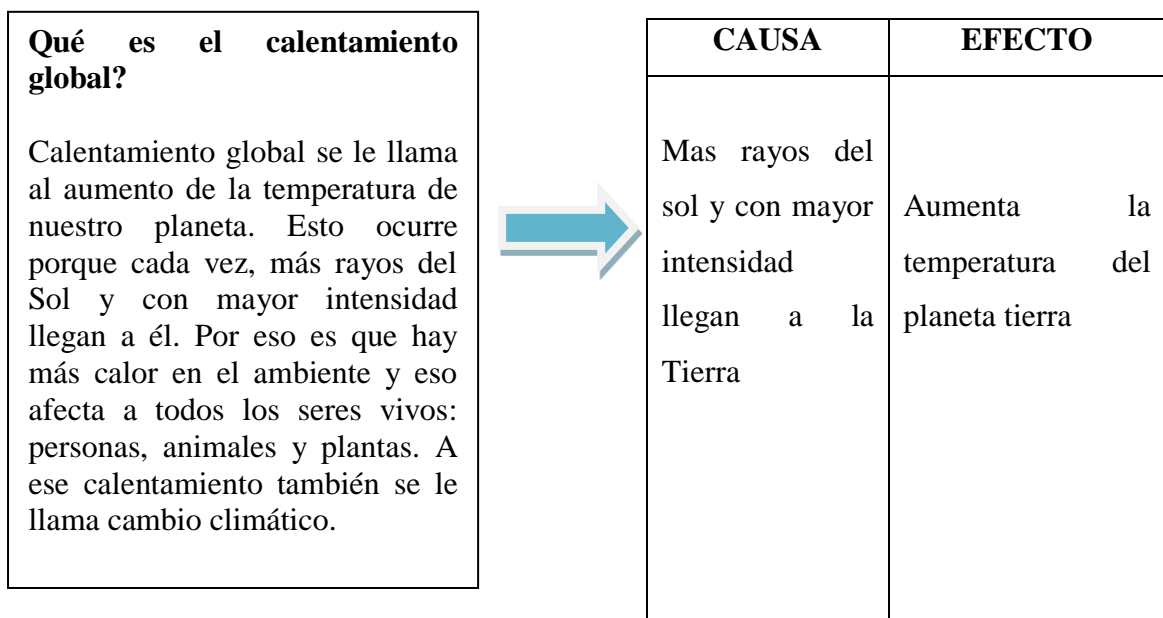 Qué es el calentamiento
global?
Calentamiento global se le llama
al aumento de la temperatura de
nuestro planeta. Esto ocurre
porque cada vez, más rayos del
Sol y con mayor intensidad
llegan a él. Por eso es que hay
más calor en el ambiente y eso
afecta a todos los seres vivos:
personas, animales y plantas. A
ese calentamiento también se le
llama cambio climático.
CAUSA
EFECTO
Mas rayos del
sol y con mayor
intensidad
llegan a la
Tierra
Aumenta la
temperatura del
planeta tierra